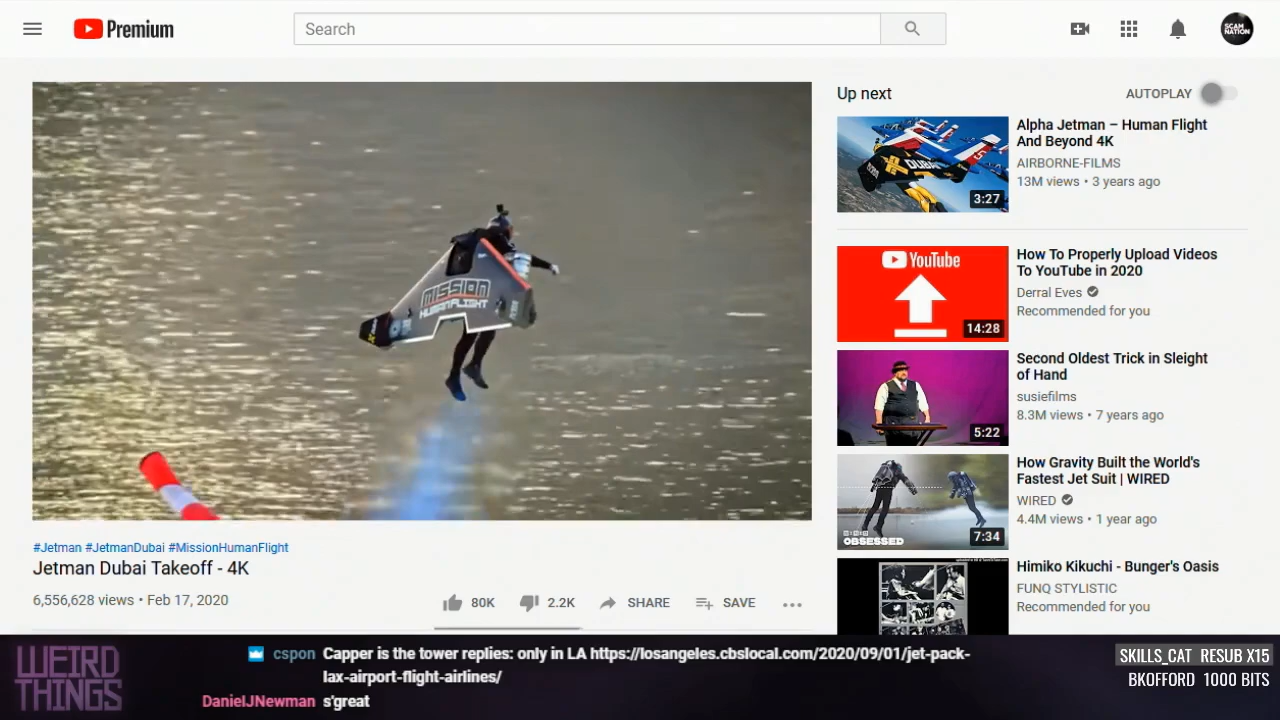 Premium
Search
SCAM
NATION
MISSION
HUMANFLIGHT
#Jetman #JetmanDubai #MissionHumanFlight
Jetman Dubai Takeoff - 4K
6,556,628 views • Feb 17, 2020
80K
2.2K
SHARE
SAVE
Up next
AUTOPLAY
DUBAI
3:27
Alpha Jetman – Human Flight
And Beyond 4K
AIRBORNE-FILMS
13M views • 3 years ago
YouTube
14:28
How To Properly Upload Videos
To YouTube in 2020
Derral Eves
Recommended for you
5:22
Second Oldest Trick in Sleight
of Hand
susiefilms
8.3M views • 7 years ago
WIRED
OBSESSED
7:34
How Gravity Built the World's
Fastest Jet Suit | WIRED
WIRED
4.4M views • 1 year ago
Himiko Kikuchi - Bunger's Oasis
FUNQ STYLISTIC
Recommended for you
WEIRD
THINGS
cspon Capper is the tower replies: only in LA https://losangeles.cbslocal.com/2020/09/01/jet-pack-
lax-airport-flight-airlines/
DanielJNewman s'great
SKILLS_CAT RESUB X15
BKOFFORD 1000 BITS